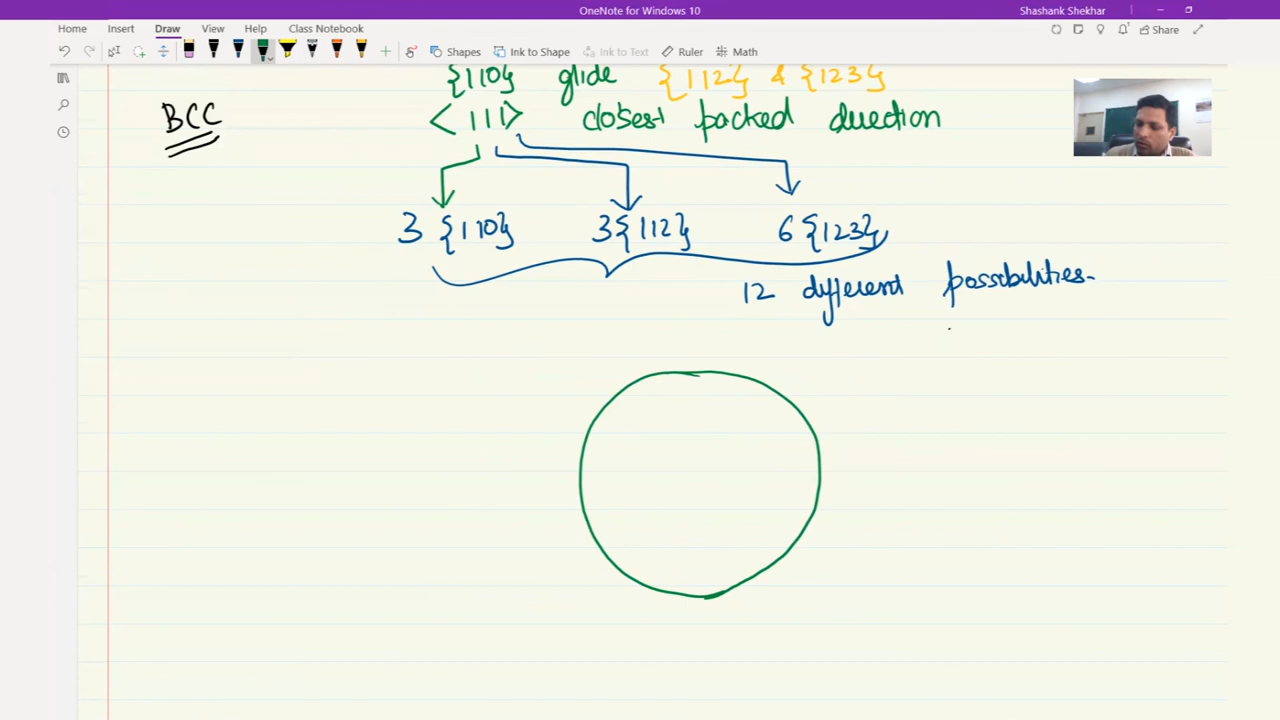 OneNote for Windows 10
Shashank Shekhar
Home Insert Draw View Help Class Notebook
Shapes Ink to Shape Ink to Text Ruler Math Share
{110} glide {112} & {123}
BCC
<111> closest packed direction
3 {110} 3{112} 6{123}
12 different possibilities-